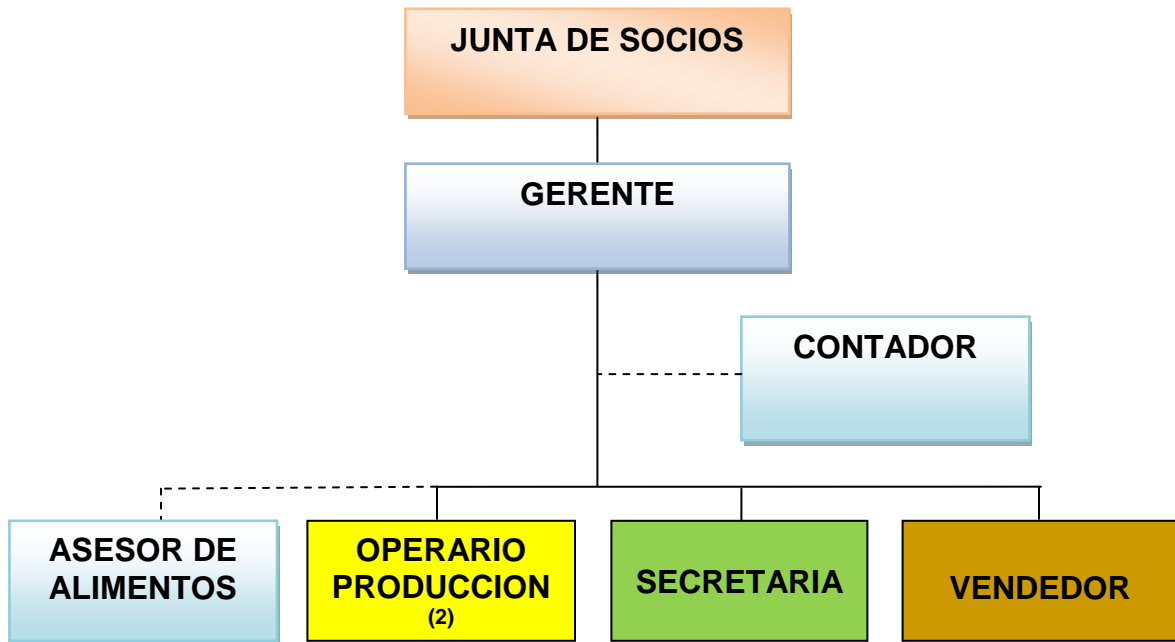 JUNTA DE SOCIOS
GERENTE
CONTADOR
ASESOR DE
ALIMENTOS
OPERARIO
PRODUCCION
(2)
SECRETARIA
VENDEDOR